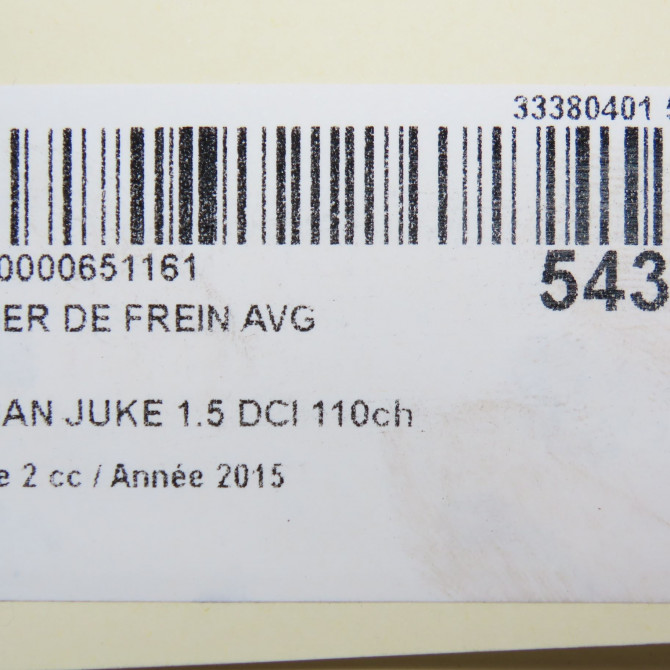 33380401
0000651161
543
ER DE FREIN AVG
AN JUKE 1.5 DCI 110ch
e 2 cc / Année 2015